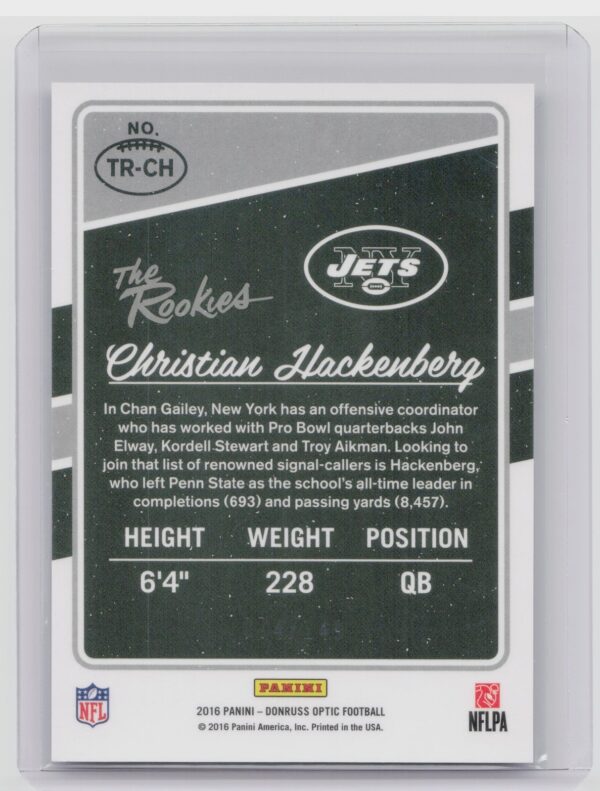 NO.
TR-CH
NY
JETS
The
Rookies
Christian Hackenberg
In Chan Gailey, New York has an offensive coordinator
who has worked with Pro Bowl quarterbacks John
Elway, Kordell Stewart and Troy Aikman. Looking to
join that list of renowned signal-callers is Hackenberg,
who left Penn State as the school's all-time leader in
completions (693) and passing yards (8,457).
HEIGHT WEIGHT POSITION
6'4" 228 QB
PANINI
2016 PANINI – DONRUSS OPTIC FOOTBALL
© 2016 Panini America, Inc. Printed in the USA.
NFL
NFLPA